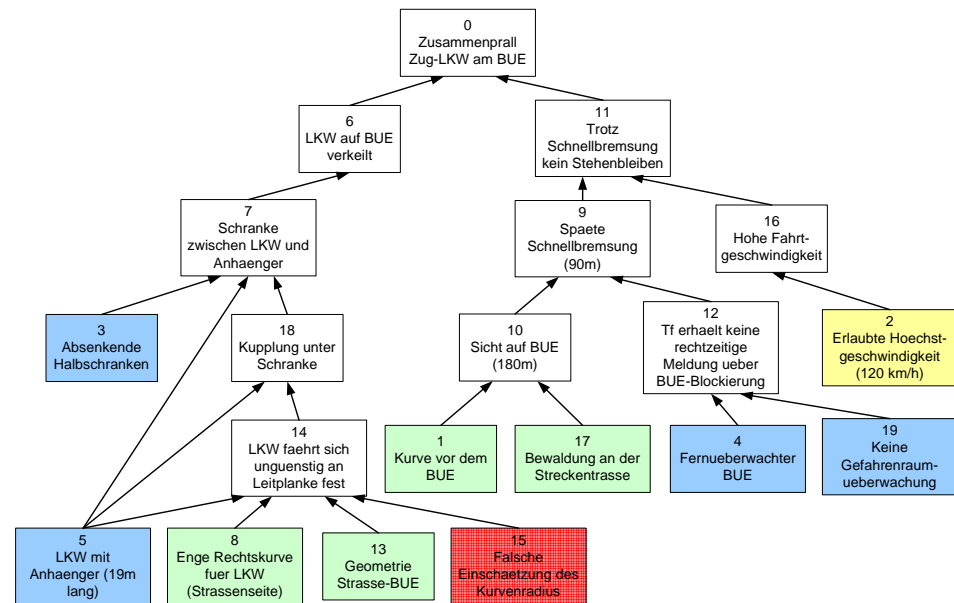 0
Zusammenprall
Zug-LKW am BUE
6
LKW auf BUE
verkeilt
11
Trotz
Schnellbremsung
kein Stehenbleiben
7
Schranke
zwischen LKW und
Anhaenger
9
Spaete
Schnellbremsung
(90m)
16
Hohe Fahrt-
geschwindigkeit
3
Absenkende
Halbschranken
18
Kupplung unter
Schranke
10
Sicht auf BUE
(180m)
12
Tf erhaelt keine
rechtzeitige
Meldung ueber
BUE-Blockierung
2
Erlaubte Hoechst-
geschwindigkeit
(120 km/h)
14
LKW faehrt sich
unguenstig an
Leitplanke fest
1
Kurve vor dem
BUE
17
Bewaldung an der
Streckentrasse
4
Fernueberwachter
BUE
19
Keine
Gefahrenraum-
ueberwachung
5
LKW mit
Anhaenger (19m
lang)
8
Enge Rechtskurve
fuer LKW
(Strassenseite)
13
Geometrie
Strasse-BUE
15
Falsche
Einschaetzung des
Kurvenradius